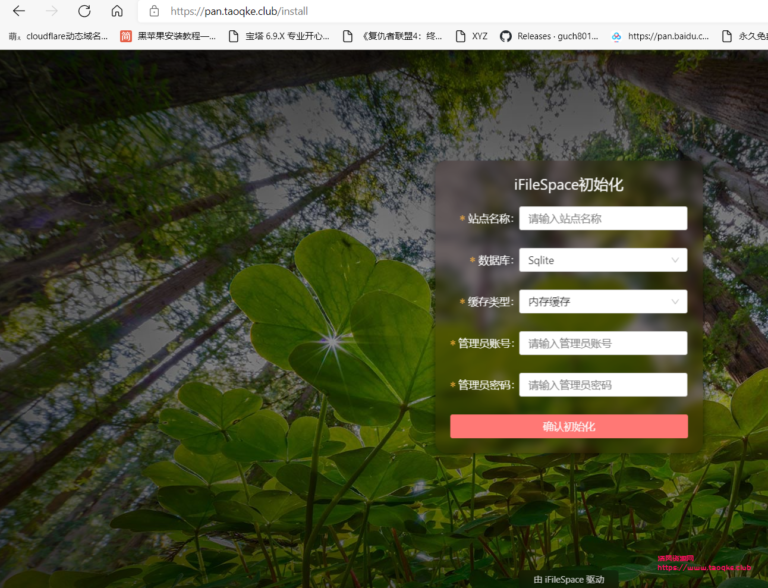 https://pan.taoqke.club/install
萌. cloudflare动态域名...
简 黑苹果安装教程—...
宝塔 6.9.X 专业开心...
《复仇者联盟4：终...
XYZ
Releases · guch801...
https://pan.baidu.c...
永久免
iFileSpace初始化
* 站点名称： 请输入站点名称
* 数据库： Sqlite
* 缓存类型： 内存缓存
* 管理员账号： 请输入管理员账号
* 管理员密码： 请输入管理员密码
确认初始化
https://www.taoqke.club
由 iFileSpace 驱动